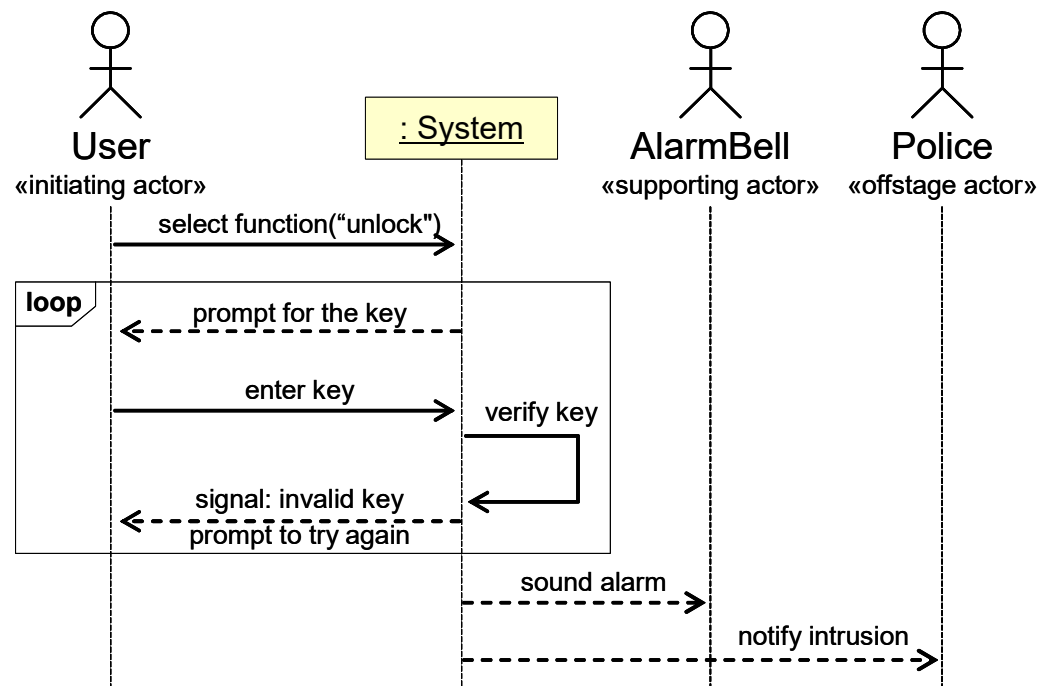 User
«initiating actor»
: System
AlarmBell
«supporting actor»
Police
«offstage actor»
select function(“unlock")
loop
prompt for the key
enter key
verify key
signal: invalid key
prompt to try again
sound alarm
notify intrusion